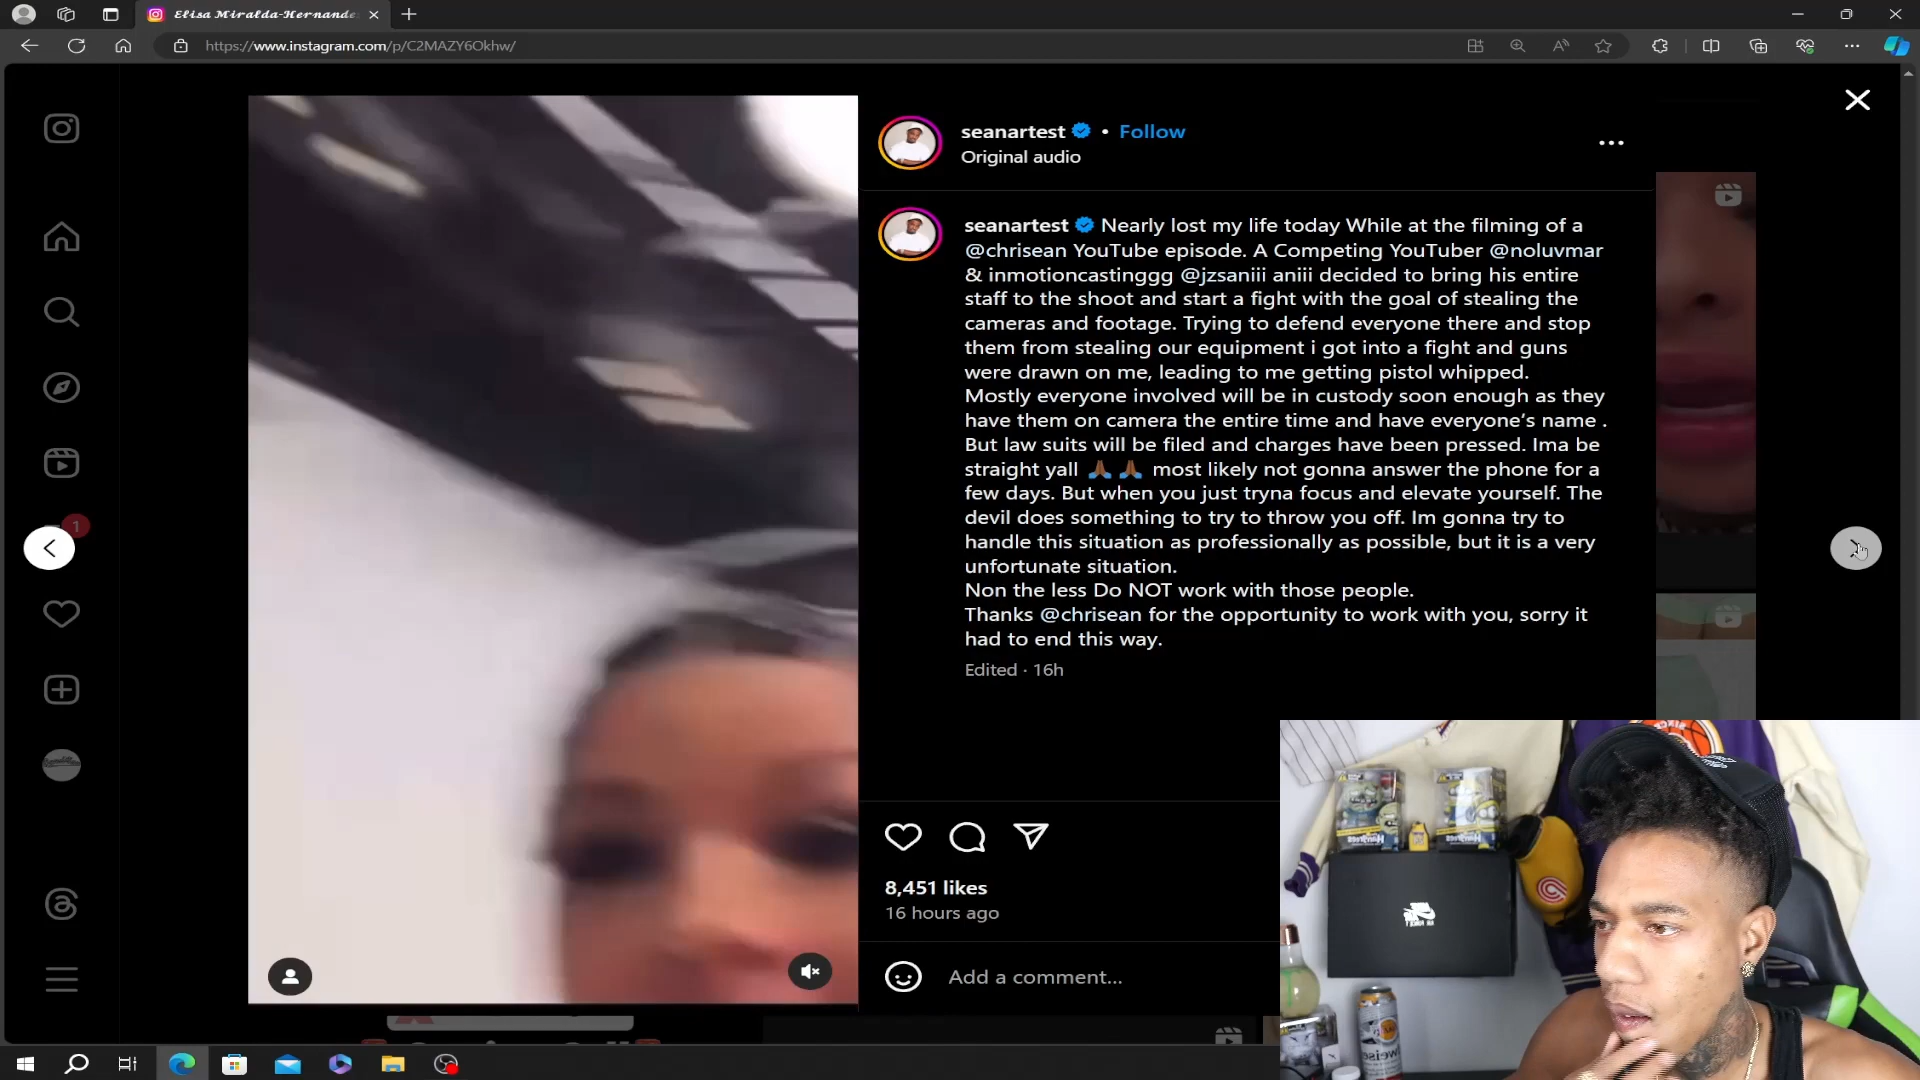 𝓔𝓵𝓲𝓼𝓪 𝓜𝓲𝓻𝓪𝓵𝓭𝓪-𝓗𝓮𝓻𝓷𝓪𝓷𝓭𝓮
https://www.instagram.com/p/C2MAZY6Okhw/
seanartest • Follow
Original audio
seanartest Nearly lost my life today While at the filming of a
@chrisean YouTube episode. A Competing YouTuber @noluvmar
& inmotioncastinggg @jzsaniii aniii decided to bring his entire
staff to the shoot and start a fight with the goal of stealing the
cameras and footage. Trying to defend everyone there and stop
them from stealing our equipment i got into a fight and guns
were drawn on me, leading to me getting pistol whipped.
Mostly everyone involved will be in custody soon enough as they
have them on camera the entire time and have everyone’s name .
But law suits will be filed and charges have been pressed. Ima be
straight yall 🙏🏾 🙏🏾 most likely not gonna answer the phone for a
few days. But when you just tryna focus and elevate yourself. The
devil does something to try to throw you off. Im gonna try to
handle this situation as professionally as possible, but it is a very
unfortunate situation.
Non the less Do NOT work with those people.
Thanks @chrisean for the opportunity to work with you, sorry it
had to end this way.
Edited · 16h
1
8,451 likes
16 hours ago
Add a comment...